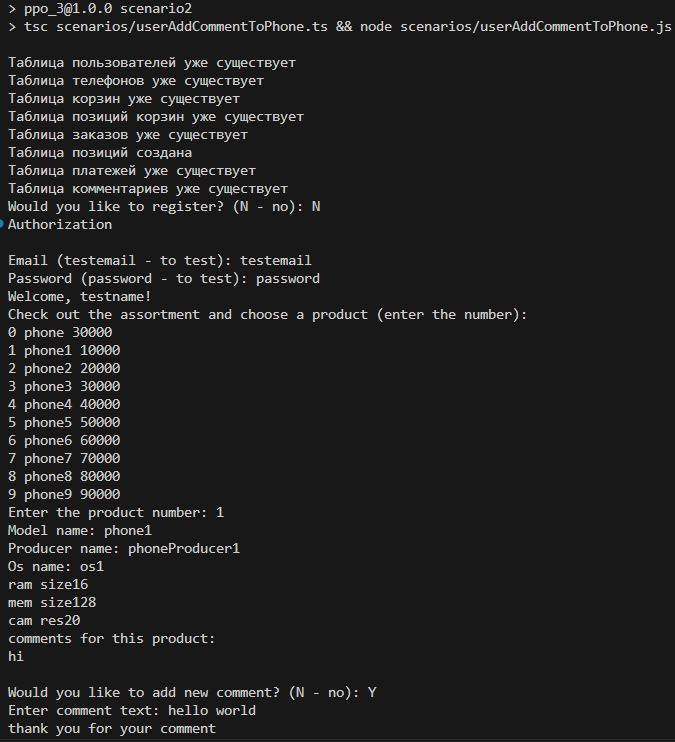 > ppo_3@1.0.0 scenario2
> tsc scenarios/userAddCommentToPhone.ts && node scenarios/userAddCommentToPhone.js
Таблица пользователей уже существует
Таблица телефонов уже существует
Таблица корзин уже существует
Таблица позиций корзин уже существует
Таблица заказов уже существует
Таблица позиций создана
Таблица платежей уже существует
Таблица комментариев уже существует
Would you like to register? (N - no): N
Authorization
Email (testemail - to test): testemail
Password (password - to test): password
Welcome, testname!
Check out the assortment and choose a product (enter the number):
0 phone 30000
1 phone1 10000
2 phone2 20000
3 phone3 30000
4 phone4 40000
5 phone5 50000
6 phone6 60000
7 phone7 70000
8 phone8 80000
9 phone9 90000
Enter the product number: 1
Model name: phone1
Producer name: phoneProducer1
Os name: os1
ram size16
mem size128
cam res20
comments for this product:
hi
Would you like to add new comment? (N - no): Y
Enter comment text: hello world
thank you for your comment